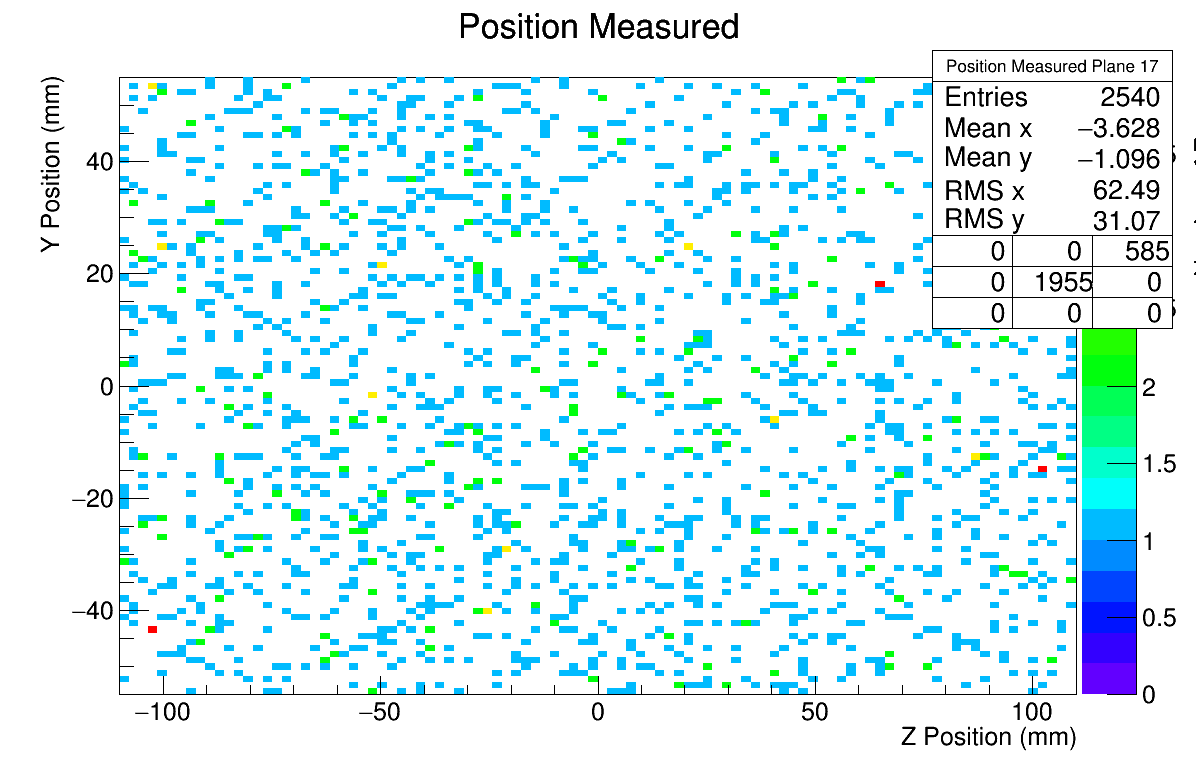 Position Measured
Position Measured Plane 17
Entries 2540
Mean x −3.628
Mean y −1.096
RMS x 62.49
RMS y 31.07
0 0 585
0 1955 0
0 0 0
Y Position (mm)
40
20
0
−20
−40
−100 −50 0 50 100
Z Position (mm)
2
1.5
1
0.5
0